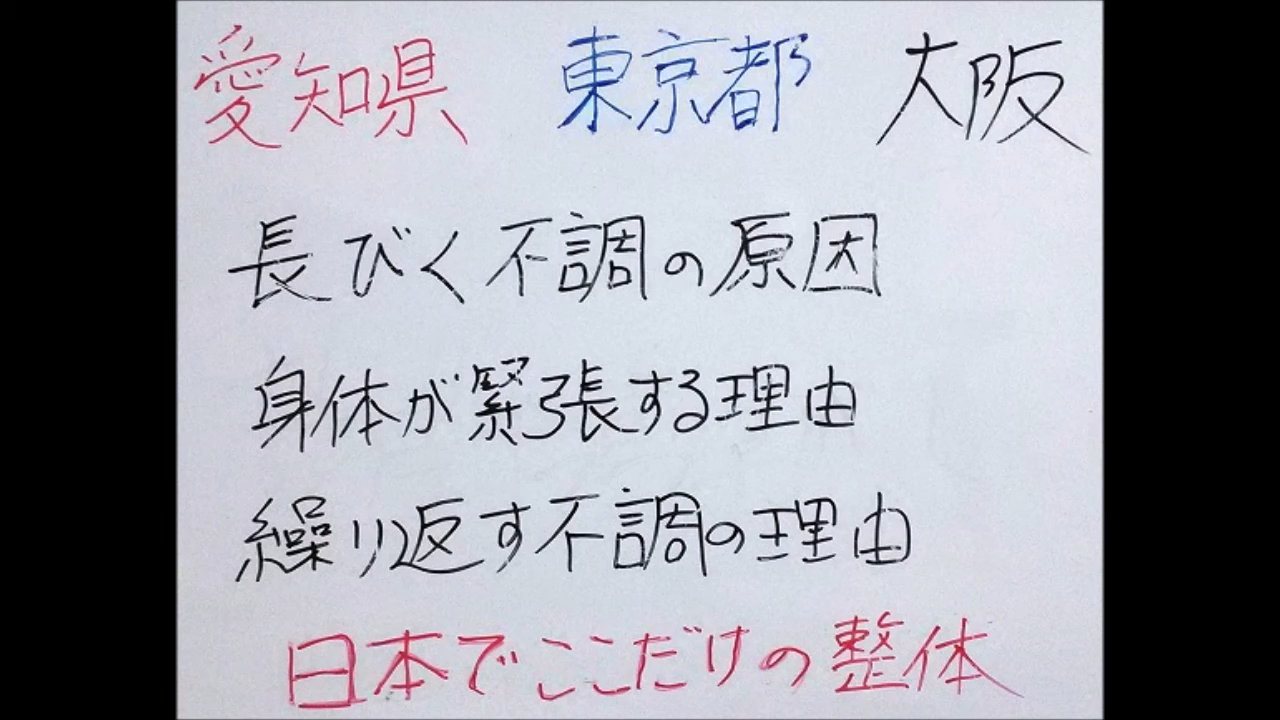 愛知県 東京都 大阪
長びく不調の原因
身体が緊張する理由
繰り返す不調の理由
日本でここだけの整体